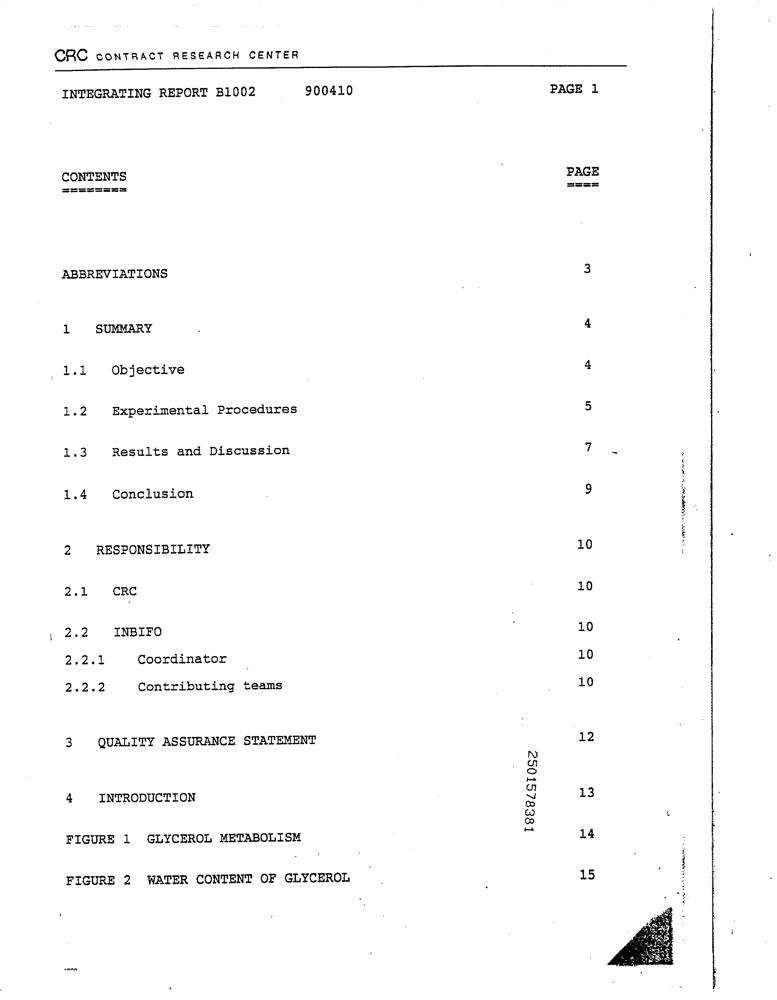 CRC CONTRACT RESEARCH CENTER
INTEGRATING REPORT B1002 900410 PAGE 1
CONTENTS PAGE
======== ====
ABBREVIATIONS 3
1 SUMMARY 4
1.1 Objective 4
1.2 Experimental Procedures 5
1.3 Results and Discussion 7
1.4 Conclusion 9
2 RESPONSIBILITY 10
2.1 CRC 10
2.2 INBIFO 10
2.2.1 Coordinator 10
2.2.2 Contributing teams 10
3 QUALITY ASSURANCE STATEMENT 12
4 INTRODUCTION 13
FIGURE 1 GLYCEROL METABOLISM 14
FIGURE 2 WATER CONTENT OF GLYCEROL 15
2501578381